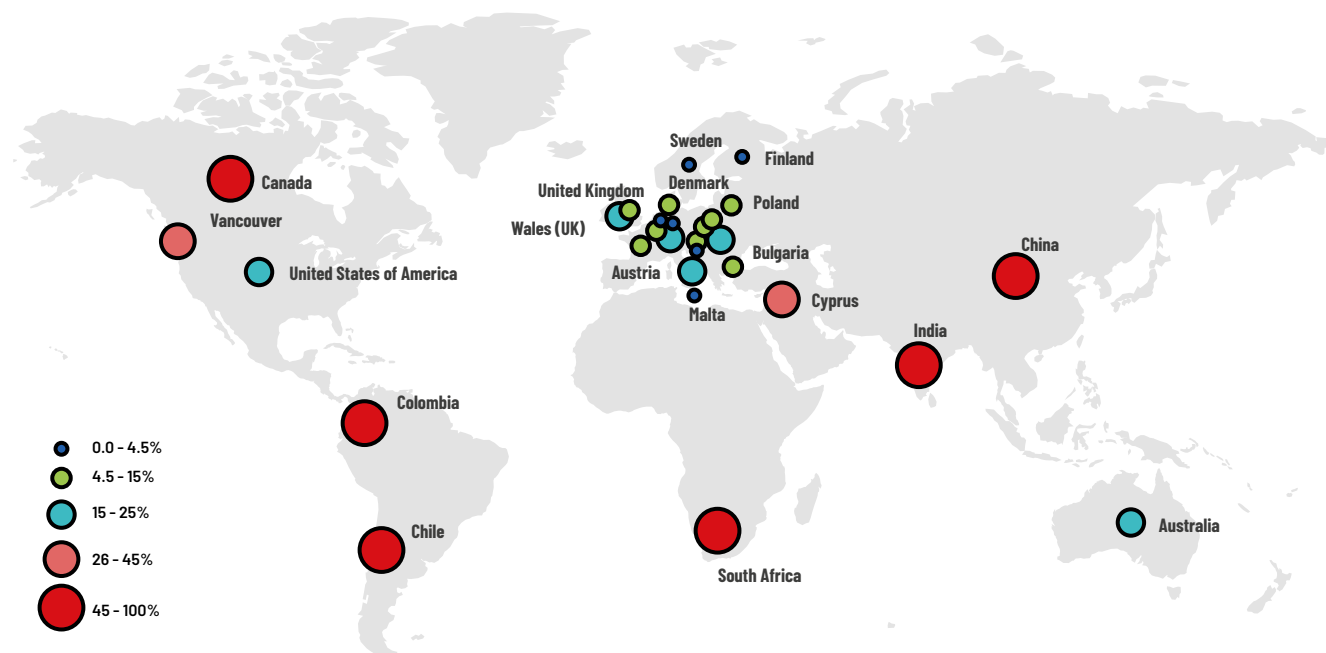 Sweden
Finland
Canada
United Kingdom
Denmark
Poland
Vancouver
Wales (UK)
China
Bulgaria
United States of America
Austria
Cyprus
Malta
India
Colombia
0.0 - 4.5%
4.5 - 15%
15 - 25%
Chile
Australia
26 - 45%
South Africa
45 - 100%